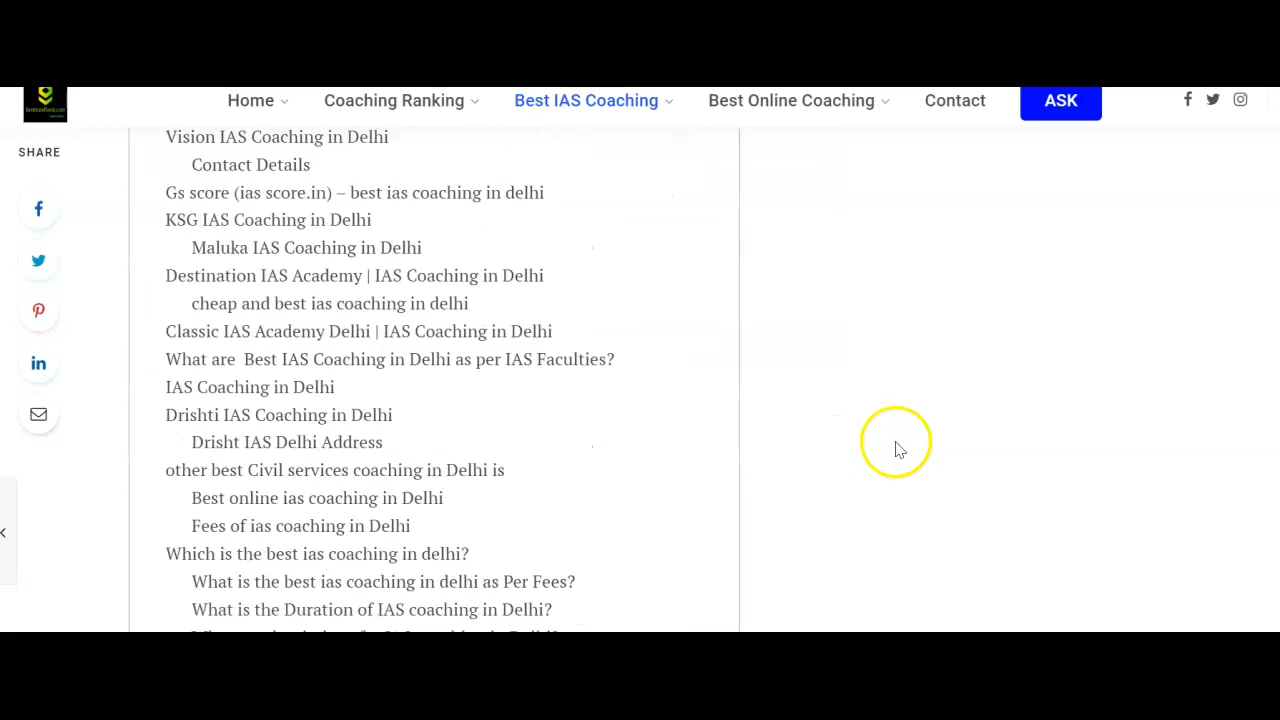 Home
Coaching Ranking
Best IAS Coaching
Best Online Coaching
Contact
ASK
SHARE
Vision IAS Coaching in Delhi
Contact Details
Gs score (ias score.in) – best ias coaching in delhi
KSG IAS Coaching in Delhi
Maluka IAS Coaching in Delhi
Destination IAS Academy | IAS Coaching in Delhi
cheap and best ias coaching in delhi
Classic IAS Academy Delhi | IAS Coaching in Delhi
What are  Best IAS Coaching in Delhi as per IAS Faculties?
IAS Coaching in Delhi
Drishti IAS Coaching in Delhi
Drisht IAS Delhi Address
other best Civil services coaching in Delhi is
Best online ias coaching in Delhi
Fees of ias coaching in Delhi
Which is the best ias coaching in delhi?
What is the best ias coaching in delhi as Per Fees?
What is the Duration of IAS coaching in Delhi?